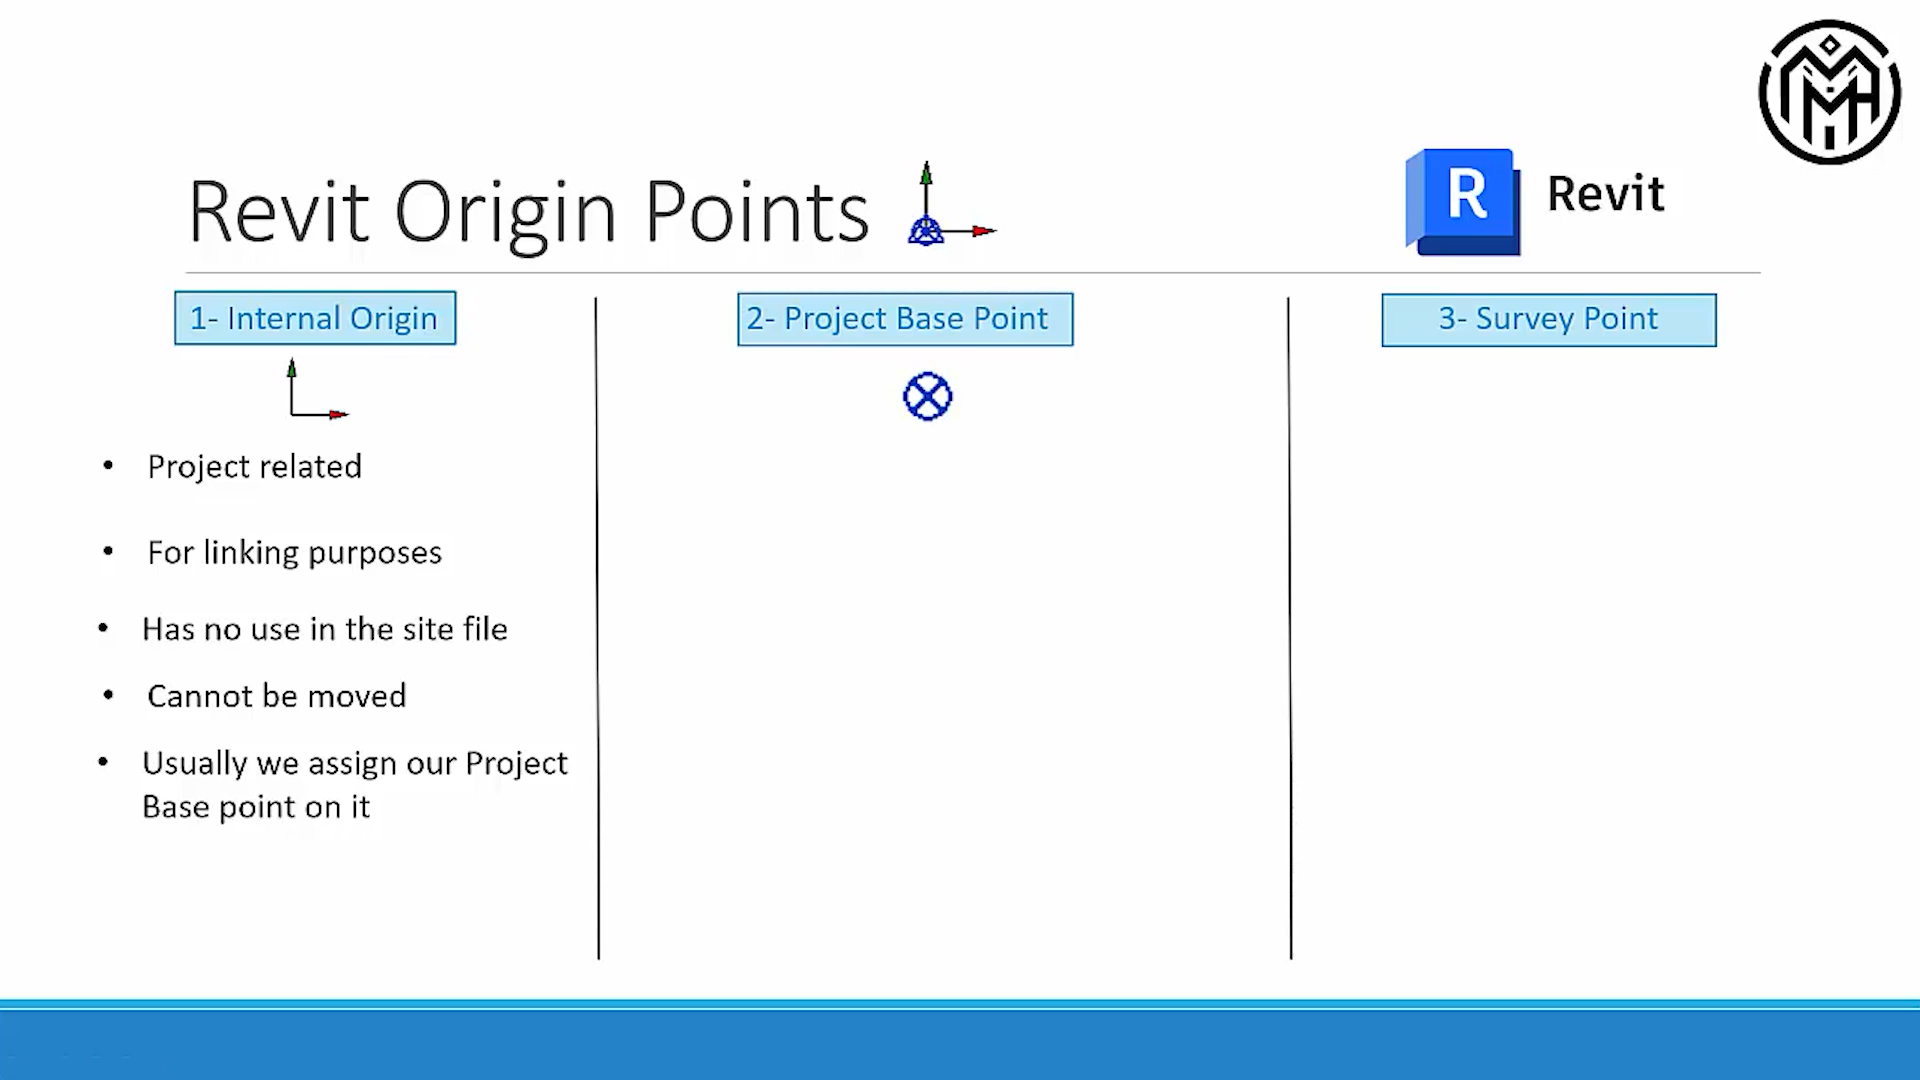 Revit Origin Points
R Revit
1- Internal Origin
2- Project Base Point
3- Survey Point
• Project related
• For linking purposes
• Has no use in the site file
• Cannot be moved
• Usually we assign our Project
Base point on it